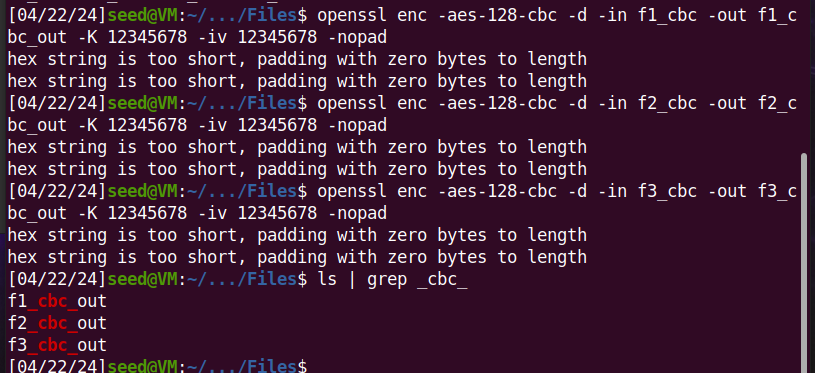 [04/22/24]seed@VM:~/.../Files$ openssl enc -aes-128-cbc -d -in f1_cbc -out f1_c
bc_out -K 12345678 -iv 12345678 -nopad
hex string is too short, padding with zero bytes to length
hex string is too short, padding with zero bytes to length
[04/22/24]seed@VM:~/.../Files$ openssl enc -aes-128-cbc -d -in f2_cbc -out f2_c
bc_out -K 12345678 -iv 12345678 -nopad
hex string is too short, padding with zero bytes to length
hex string is too short, padding with zero bytes to length
[04/22/24]seed@VM:~/.../Files$ openssl enc -aes-128-cbc -d -in f3_cbc -out f3_c
bc_out -K 12345678 -iv 12345678 -nopad
hex string is too short, padding with zero bytes to length
hex string is too short, padding with zero bytes to length
[04/22/24]seed@VM:~/.../Files$ ls | grep _cbc_
f1_cbc_out
f2_cbc_out
f3_cbc_out
[04/22/24]seed@VM:~/.../Files$